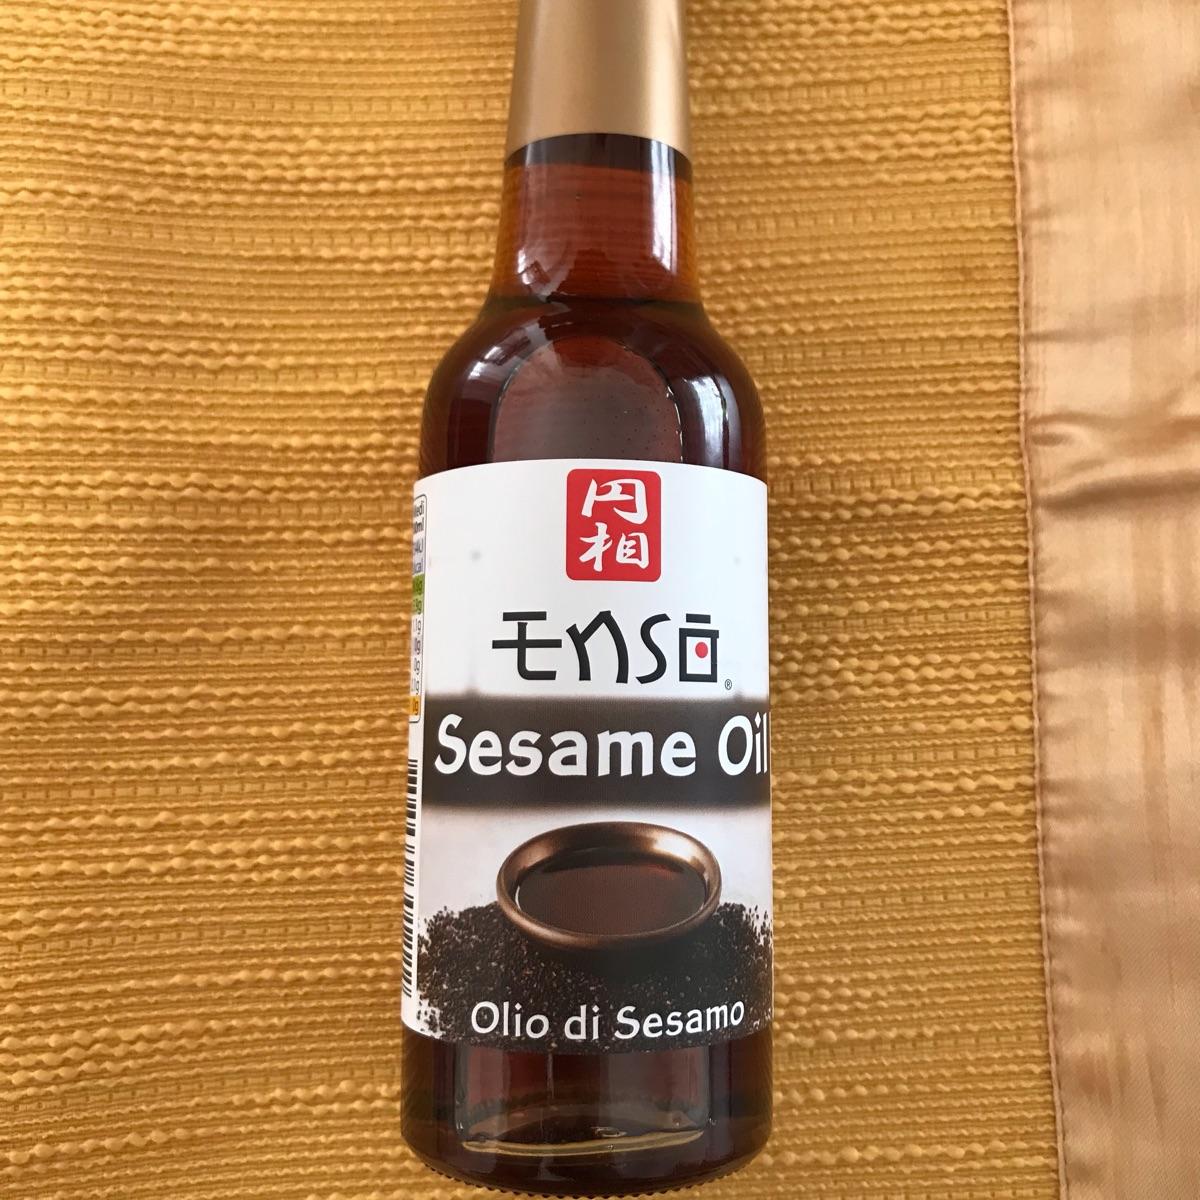 円
相
Ensō
®
Sesame Oil
Olio di Sesamo